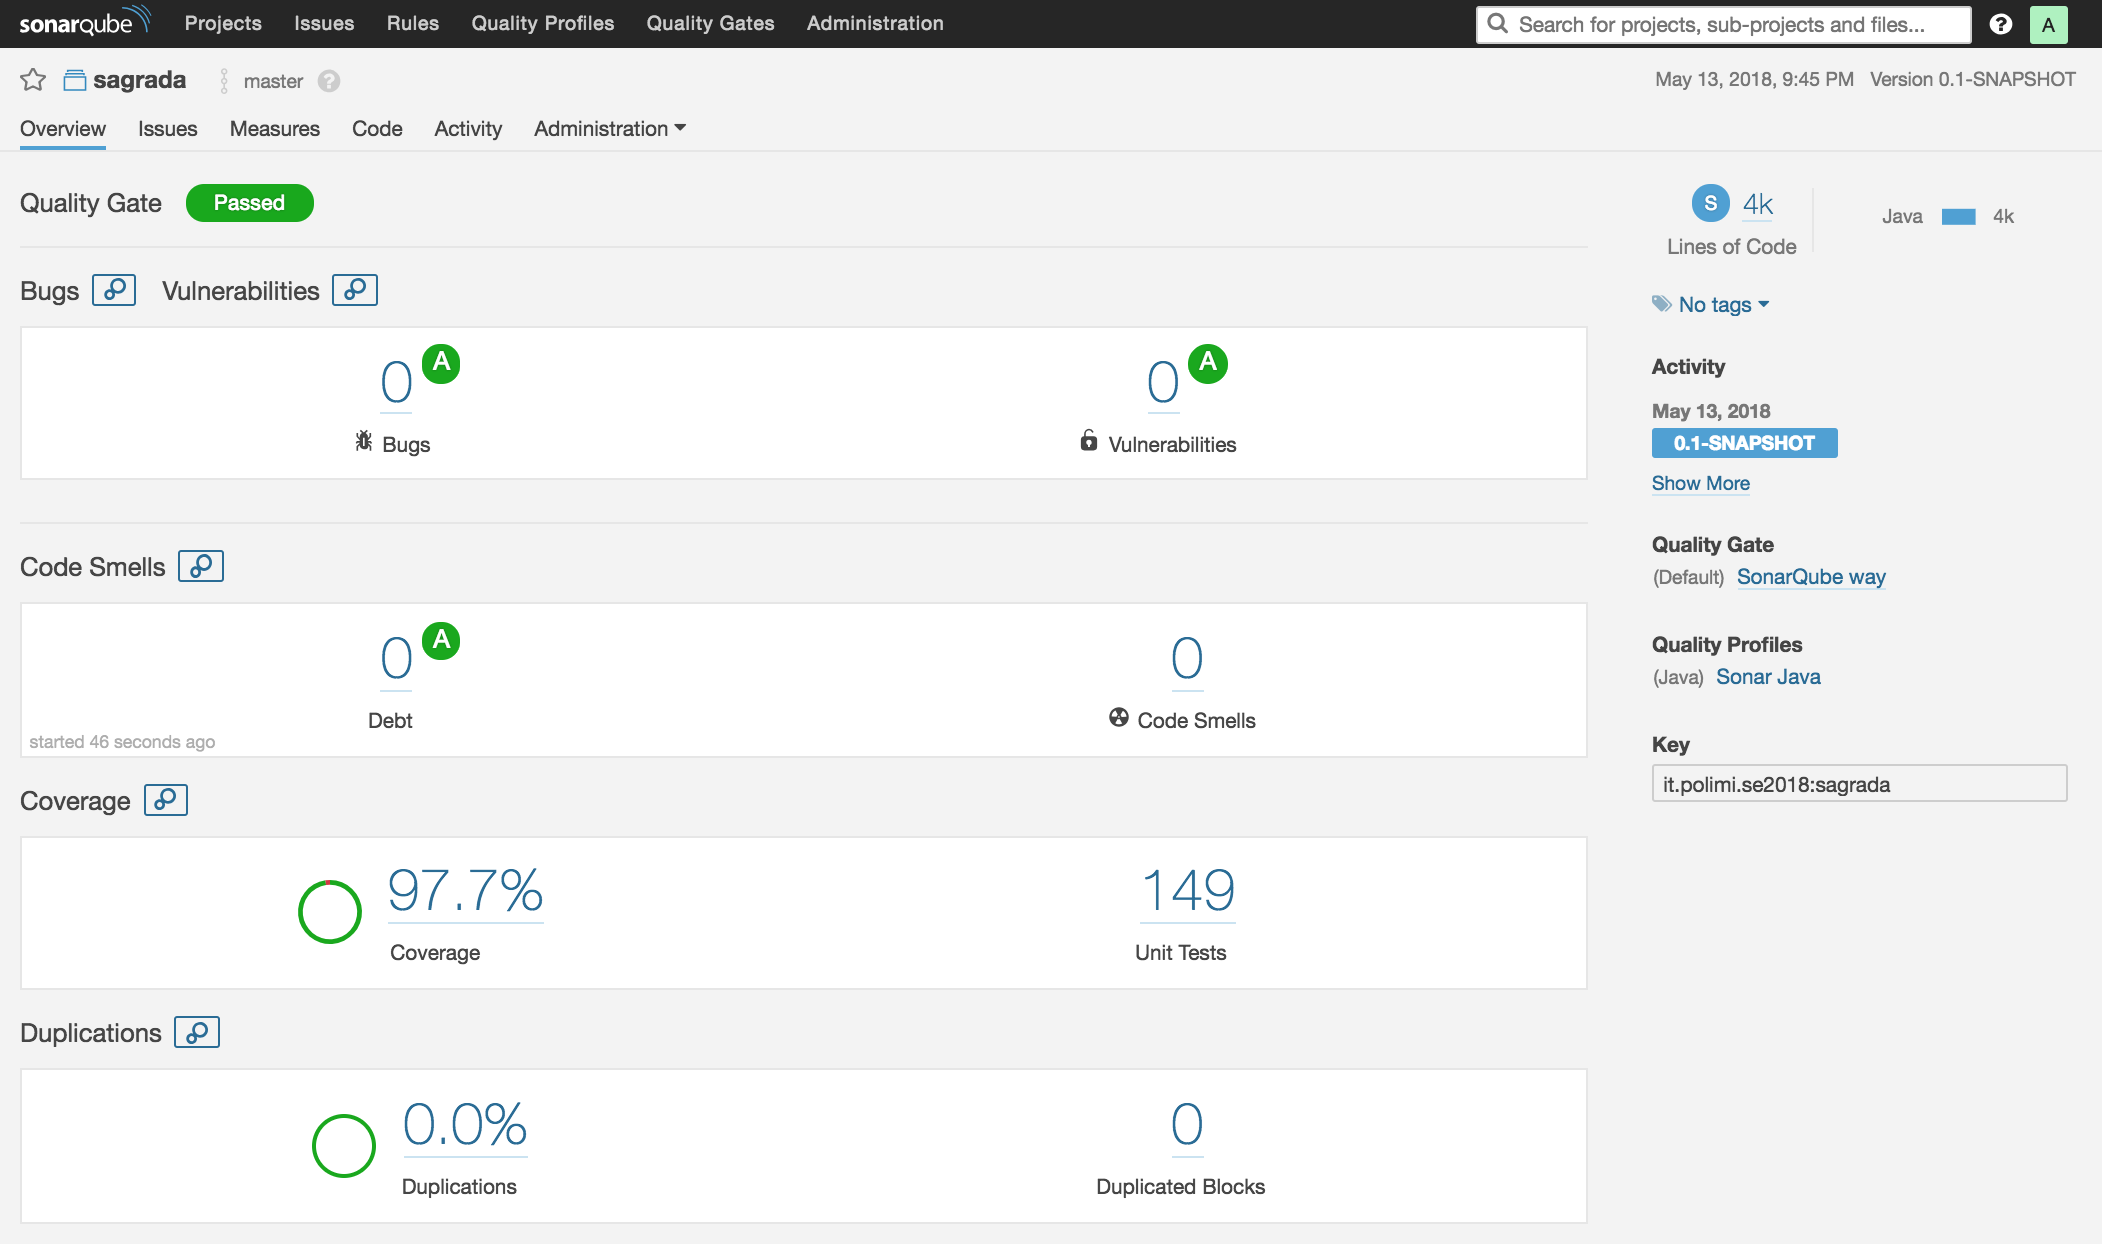 sonarqube Projects Issues Rules Quality Profiles Quality Gates Administration Search for projects, sub-projects and files... ? A
sagrada master ? May 13, 2018, 9:45 PM Version 0.1-SNAPSHOT
Overview Issues Measures Code Activity Administration
Quality Gate Passed
Bugs Vulnerabilities
0 A
Bugs
0 A
Vulnerabilities
Code Smells
0 A
Debt
started 46 seconds ago
0
Code Smells
Coverage
97.7%
Coverage
149
Unit Tests
Duplications
0.0%
Duplications
0
Duplicated Blocks
S 4k
Lines of Code
Java 4k
No tags
Activity
May 13, 2018
0.1-SNAPSHOT
Show More
Quality Gate
(Default) SonarQube way
Quality Profiles
(Java) Sonar Java
Key
it.polimi.se2018:sagrada